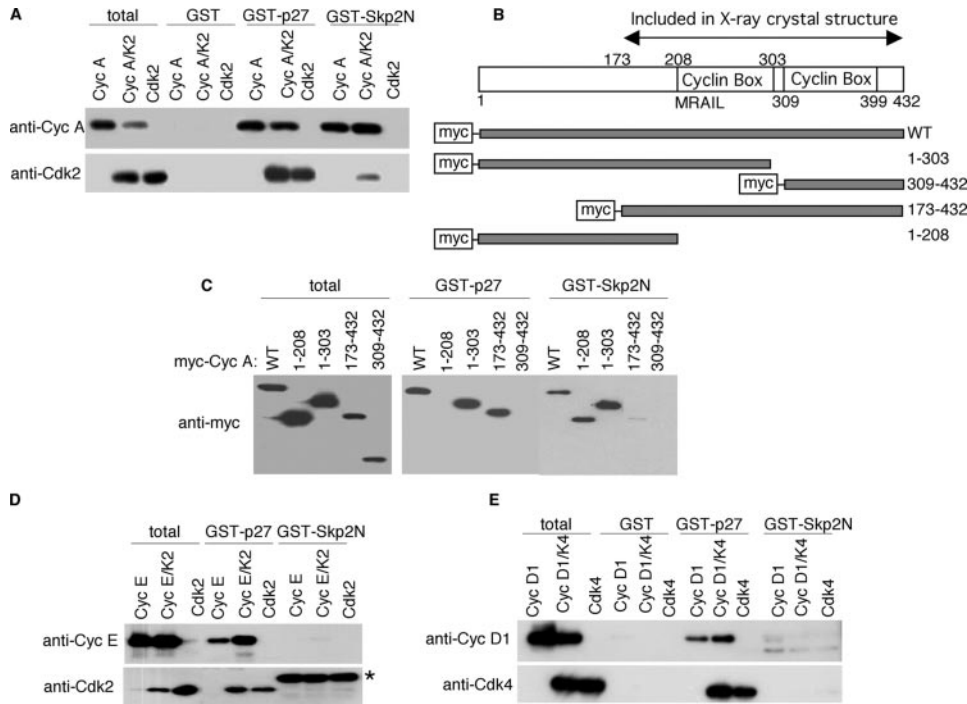 A
total GST GST-p27 GST-Skp2N
Cyc A Cyc A/K2 Cdk2 Cyc A Cyc A/K2 Cdk2 Cyc A Cyc A/K2 Cdk2 Cyc A Cyc A/K2 Cdk2
anti-Cyc A
anti-Cdk2
B
Included in X-ray crystal structure
173 208 303
Cyclin Box Cyclin Box
1 MRAIL 309 399 432
myc WT
myc 1-303
myc 309-432
myc 173-432
myc 1-208
C
total GST-p27 GST-Skp2N
myc-Cyc A: WT 1-208 1-303 173-432 309-432 WT 1-208 1-303 173-432 309-432 WT 1-208 1-303 173-432 309-432
anti-myc
D
total GST-p27 GST-Skp2N
Cyc E Cyc E/K2 Cdk2 Cyc E Cyc E/K2 Cdk2 Cyc E Cyc E/K2 Cdk2
anti-Cyc E
anti-Cdk2 *
E
total GST GST-p27 GST-Skp2N
Cyc D1 Cyc D1/K4 Cdk4 Cyc D1 Cyc D1/K4 Cdk4 Cyc D1 Cyc D1/K4 Cdk4 Cyc D1 Cyc D1/K4 Cdk4
anti-Cyc D1
anti-Cdk4